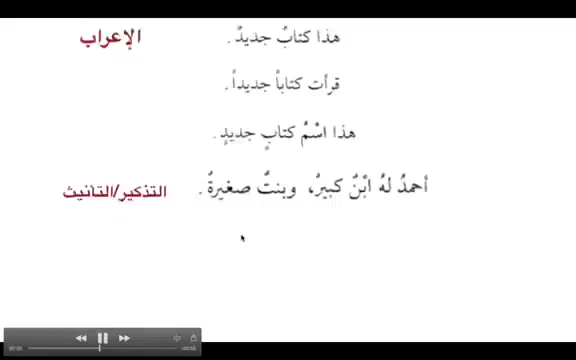 هذا كتابٌ جديدٌ . الإعراب
قرأت كتاباً جديداً .
هذا اسْمُ كتابٍ جديدٍ .
أحمدُ لهُ ابْنٌ كبيرٌ، وبنتٌ صغيرةٌ . التذكير/التأنيث